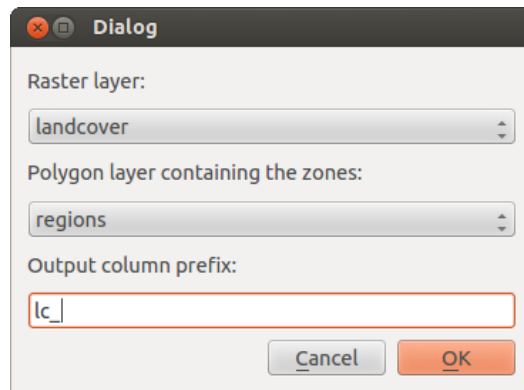 Dialog
Raster layer:
landcover
Polygon layer containing the zones:
regions
Output column prefix:
lc_
Cancel OK